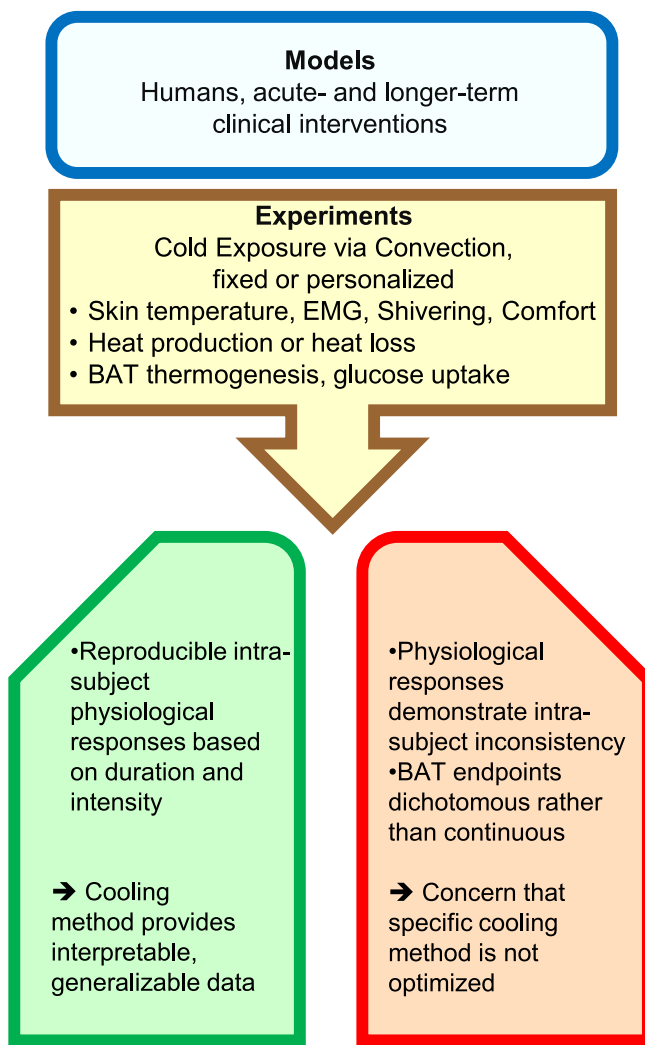 Models
Humans, acute- and longer-term
clinical interventions
Experiments
Cold Exposure via Convection,
fixed or personalized
• Skin temperature, EMG, Shivering, Comfort
• Heat production or heat loss
• BAT thermogenesis, glucose uptake
•Reproducible intra-
subject
physiological
responses based
on duration and
intensity
➔ Cooling
method provides
interpretable,
generalizable data
•Physiological
responses
demonstrate intra-
subject inconsistency
•BAT endpoints
dichotomous rather
than continuous
➔ Concern that
specific cooling
method is not
optimized